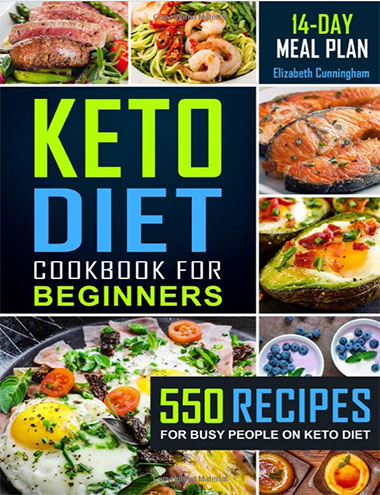 14-DAY
MEAL PLAN
Elizabeth Cunningham
KETO
DIET
COOKBOOK FOR
BEGINNERS
550 RECIPES
FOR BUSY PEOPLE ON KETO DIET